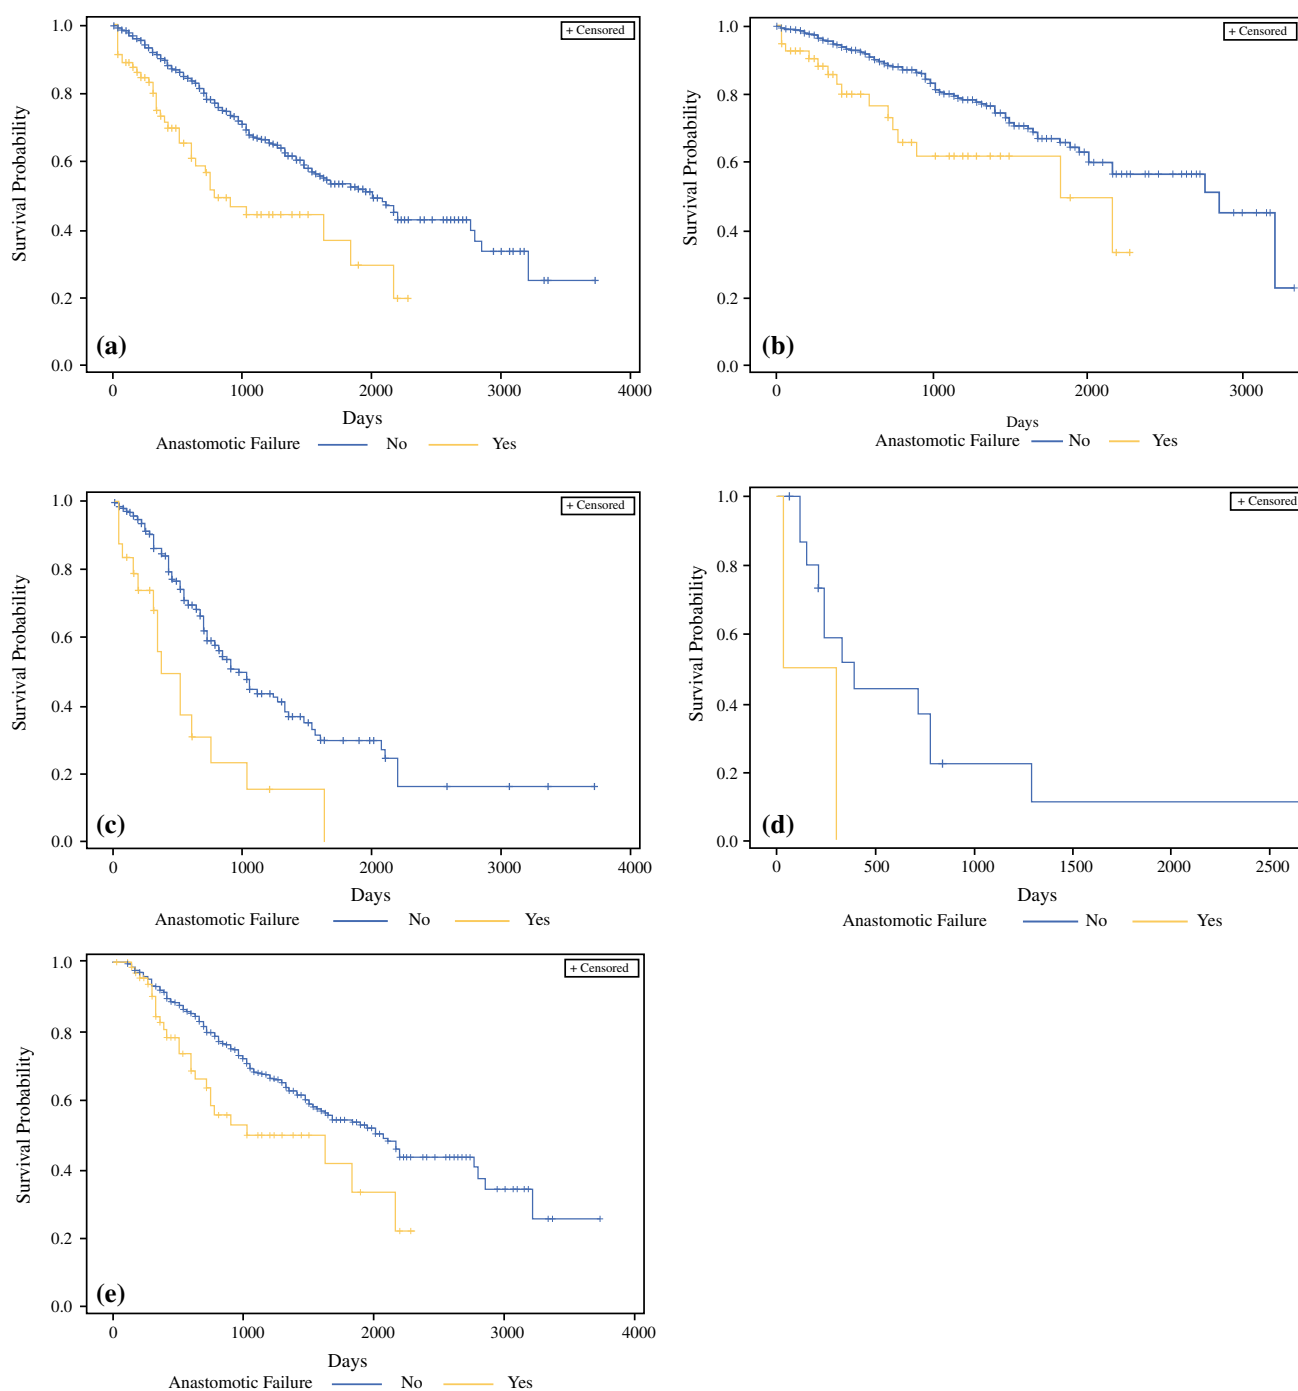 + Censored
Survival Probability
1.0
0.8
0.6
0.4
0.2
0.0
(a)
0 1000 2000 3000 4000
Days
Anastomotic Failure No Yes
+ Censored
Survival Probability
1.0
0.8
0.6
0.4
0.2
0.0
(b)
0 1000 2000 3000
Days
Anastomotic Failure No Yes
+ Censored
Survival Probability
1.0
0.8
0.6
0.4
0.2
0.0
(c)
0 1000 2000 3000 4000
Days
Anastomotic Failure No Yes
+ Censored
Survival Probability
1.0
0.8
0.6
0.4
0.2
0.0
(d)
0 500 1000 1500 2000 2500
Days
Anastomotic Failure No Yes
+ Censored
Survival Probability
1.0
0.8
0.6
0.4
0.2
0.0
(e)
0 1000 2000 3000 4000
Days
Anastomotic Failure No Yes